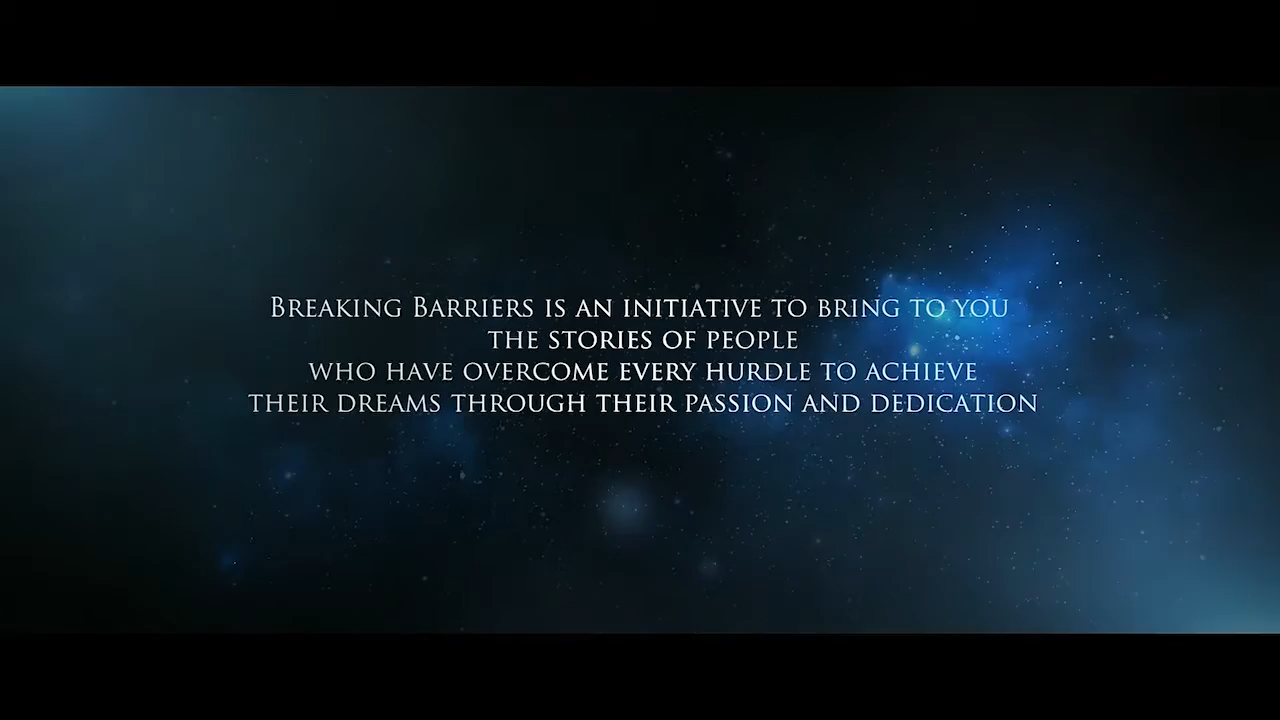 Breaking Barriers is an initiative to bring to you
the stories of people
who have overcome every hurdle to achieve
their dreams through their passion and dedication